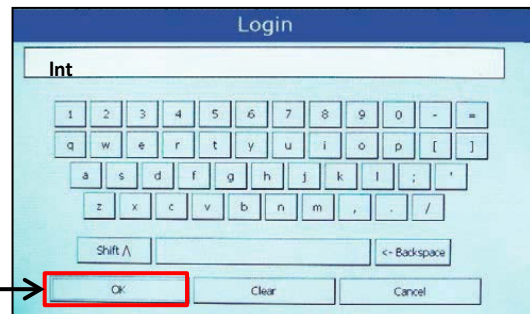 Login
Int
1 2 3 4 5 6 7 8 9 0 - =
q w e r t y u i o p [ ]
a s d f g h j k l ; '
z x c v b n m , . /
Shift /\ <- Backspace
OK Clear Cancel